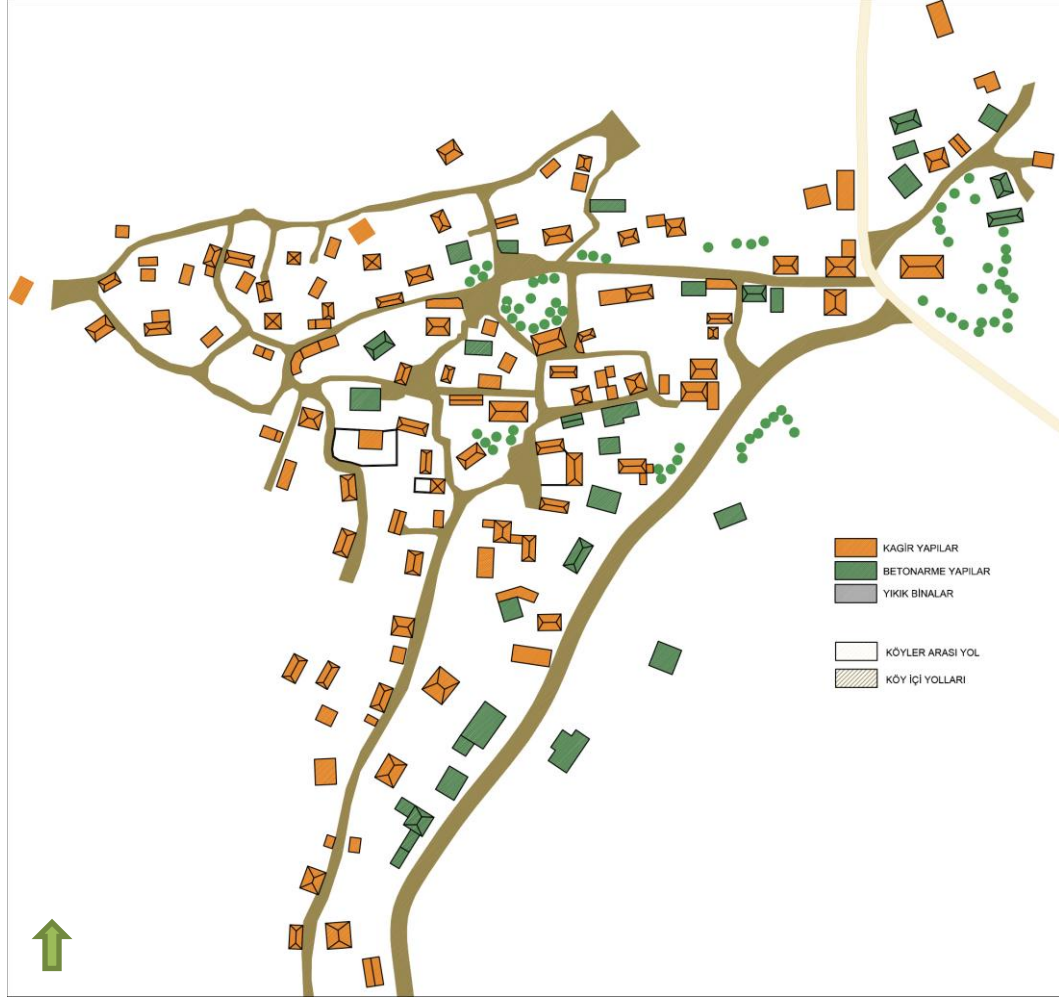 KAGİR YAPILAR
BETONARME YAPILAR
YIKIK BİNALAR
KÖYLER ARASI YOL
KÖY İÇİ YOLLARI